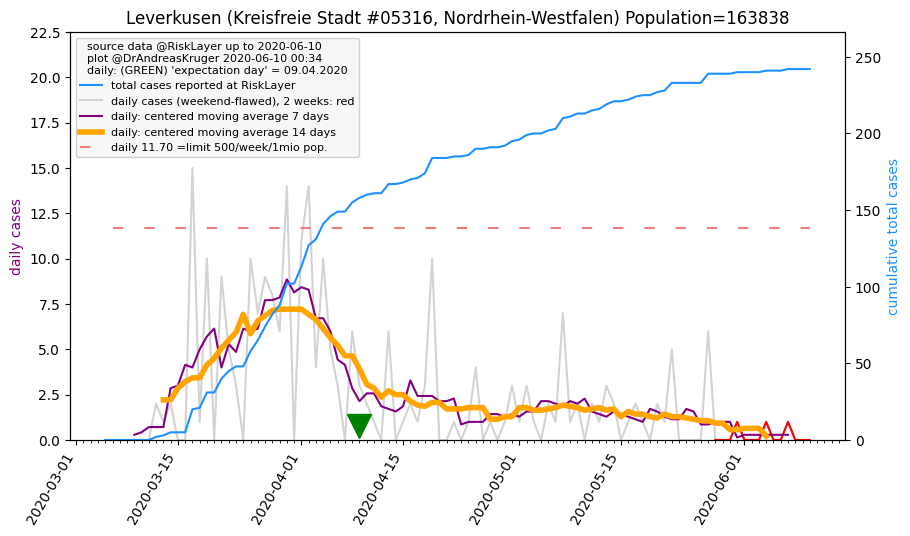 Leverkusen (Kreisfreie Stadt #05316, Nordrhein-Westfalen) Population=163838
source data @RiskLayer up to 2020-06-10
plot @DrAndreasKruger 2020-06-10 00:34
daily: (GREEN) 'expectation day' = 09.04.2020
total cases reported at RiskLayer
daily cases (weekend-flawed), 2 weeks: red
daily: centered moving average 7 days
daily: centered moving average 14 days
daily 11.70 =limit 500/week/1mio pop.
daily cases
22.5
20.0
17.5
15.0
12.5
10.0
7.5
5.0
2.5
0.0
250
200
150
100
50
0
cumulative total cases
2020-03-01
2020-03-15
2020-04-01
2020-04-15
2020-05-01
2020-05-15
2020-06-01